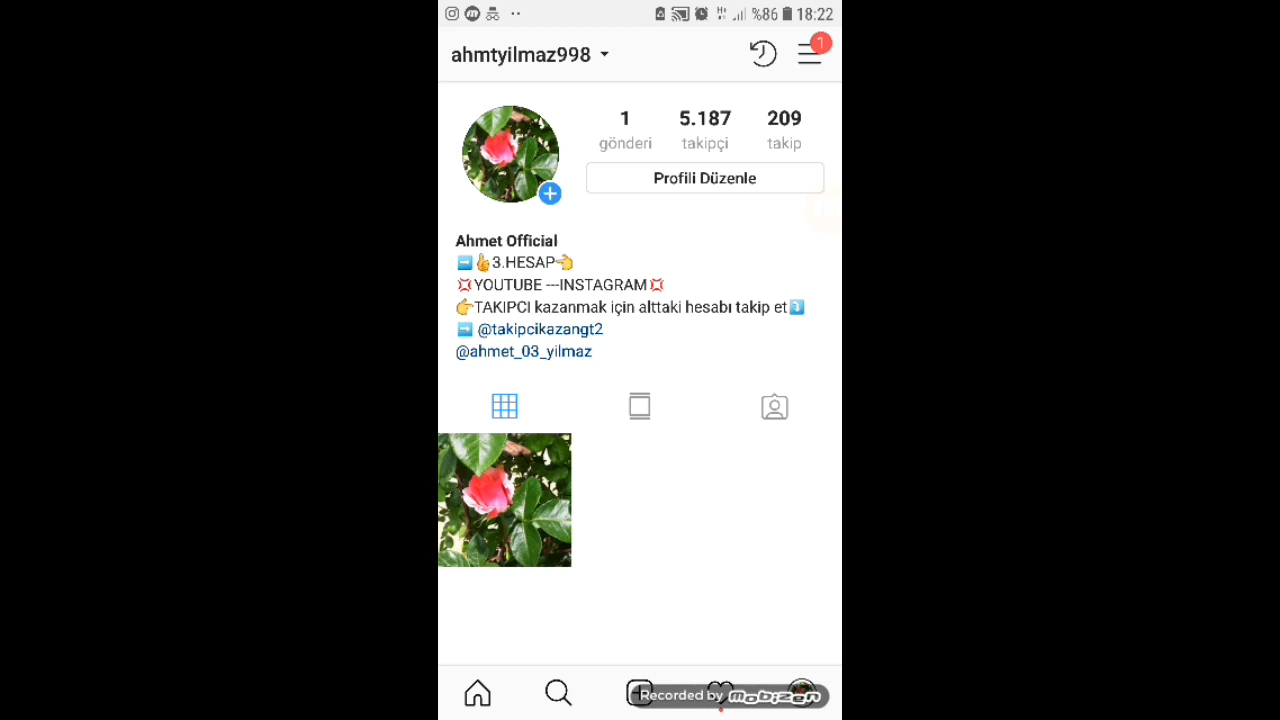 %86 18:22
ahmtyilmaz998
1
1 5.187 209
gönderi takipçi takip
Profili Düzenle
Ahmet Official
➡️👍3.HESAP👈
💢YOUTUBE ---INSTAGRAM💢
👉TAKIPCI kazanmak için alttaki hesabı takip et⤵️
➡️ @takipcikazangt2
@ahmet_03_yilmaz
Recorded by mobizen